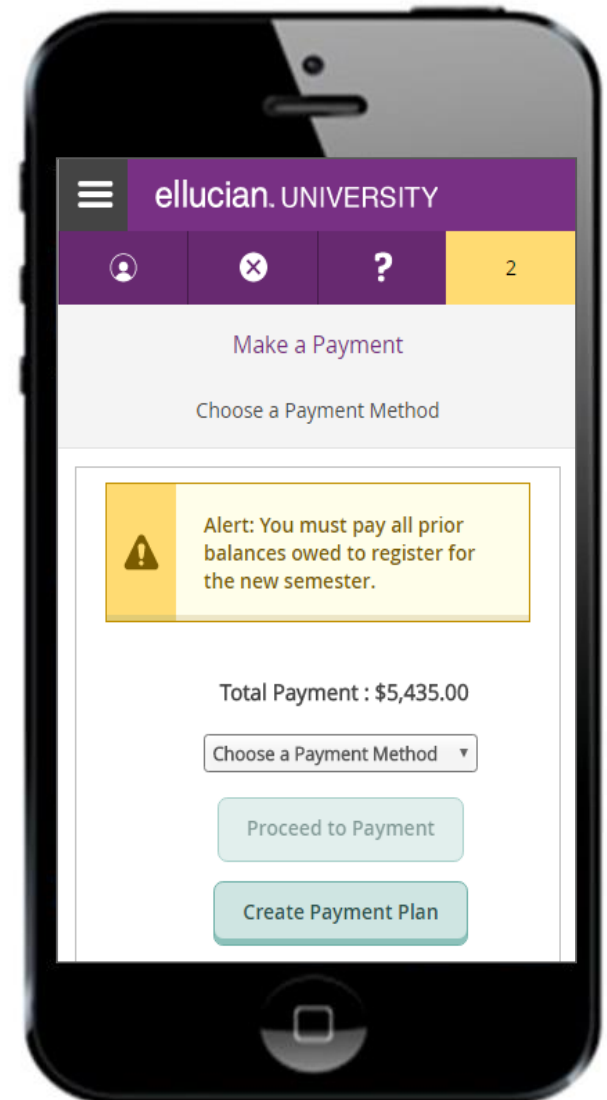 ellucian. UNIVERSITY
?
2
Make a Payment
Choose a Payment Method
Alert: You must pay all prior
balances owed to register for
the new semester.
Total Payment : $5,435.00
Choose a Payment Method
Proceed to Payment
Create Payment Plan